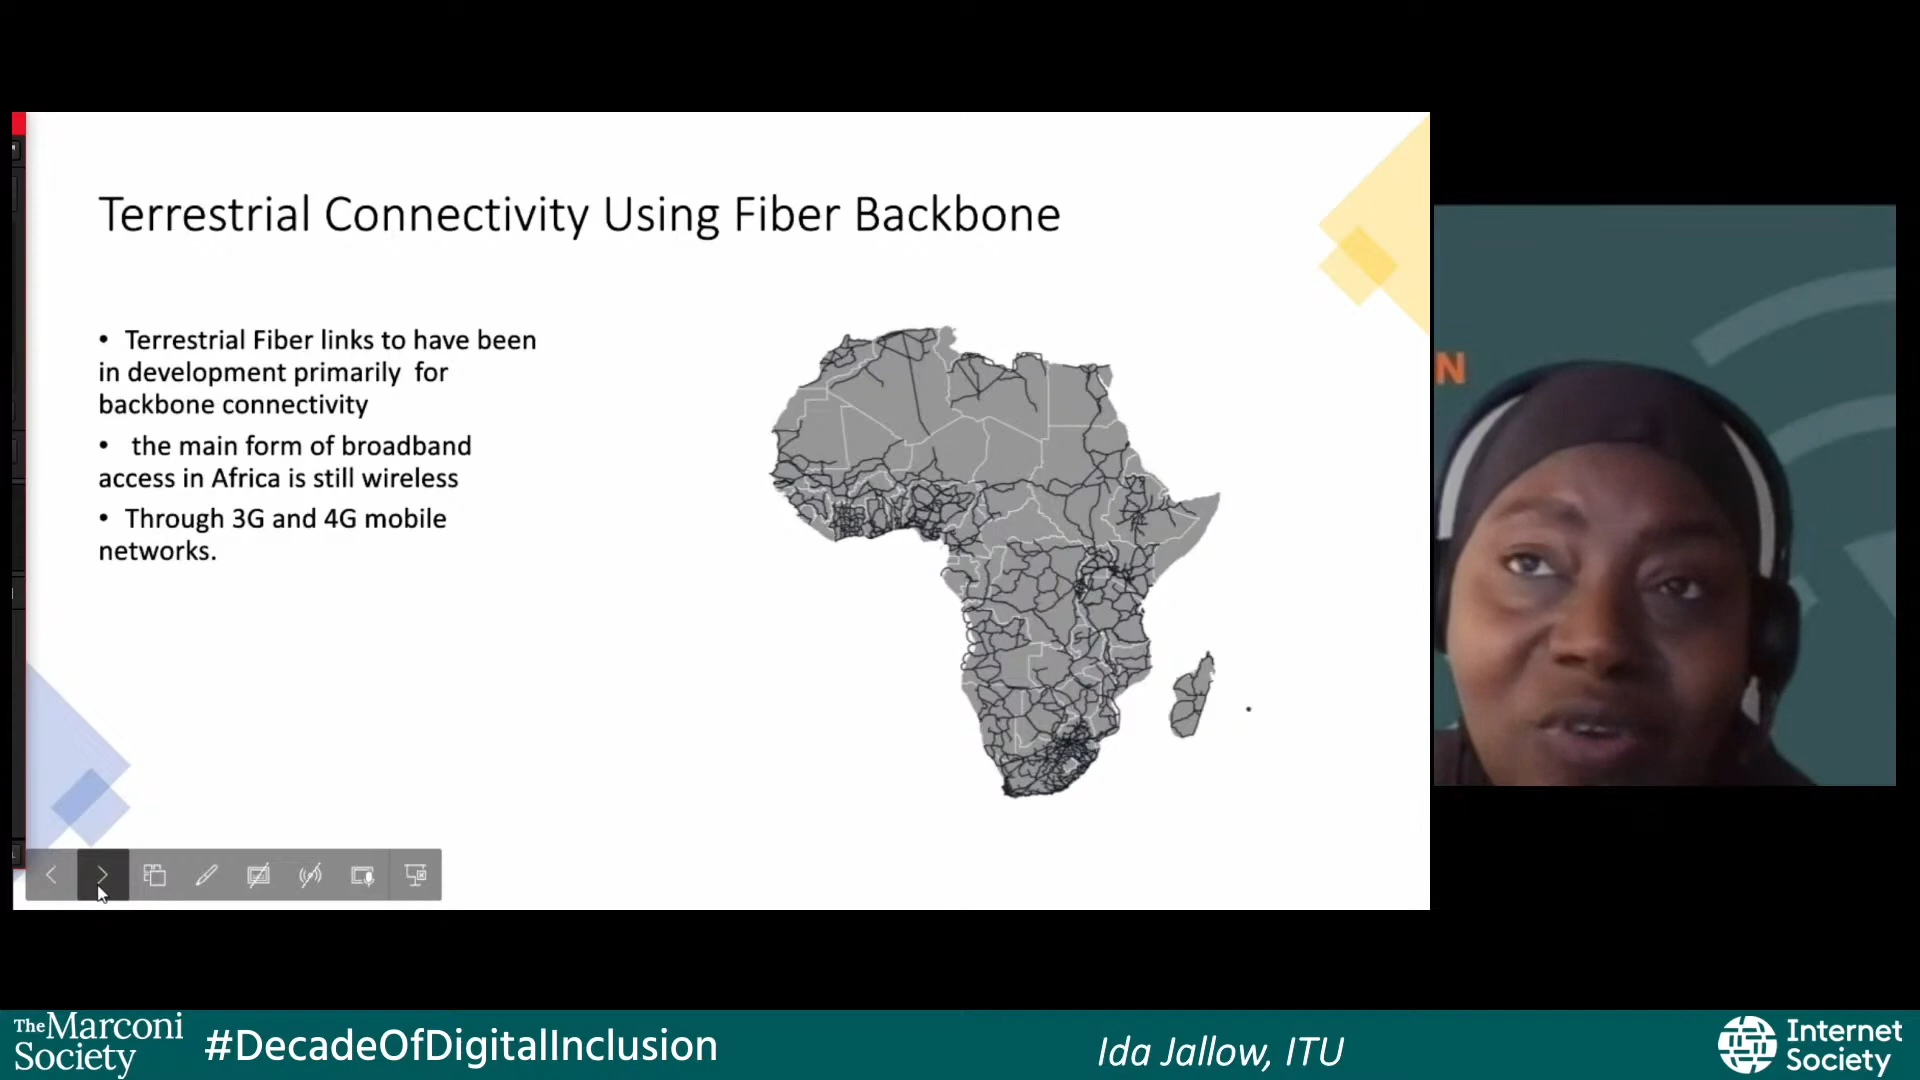 Terrestrial Connectivity Using Fiber Backbone
• Terrestrial Fiber links to have been
in development primarily for
backbone connectivity
• the main form of broadband
access in Africa is still wireless
• Through 3G and 4G mobile
networks.
N
The Marconi
Society
#DecadeOfDigitalInclusion
Ida Jallow, ITU
Internet
Society